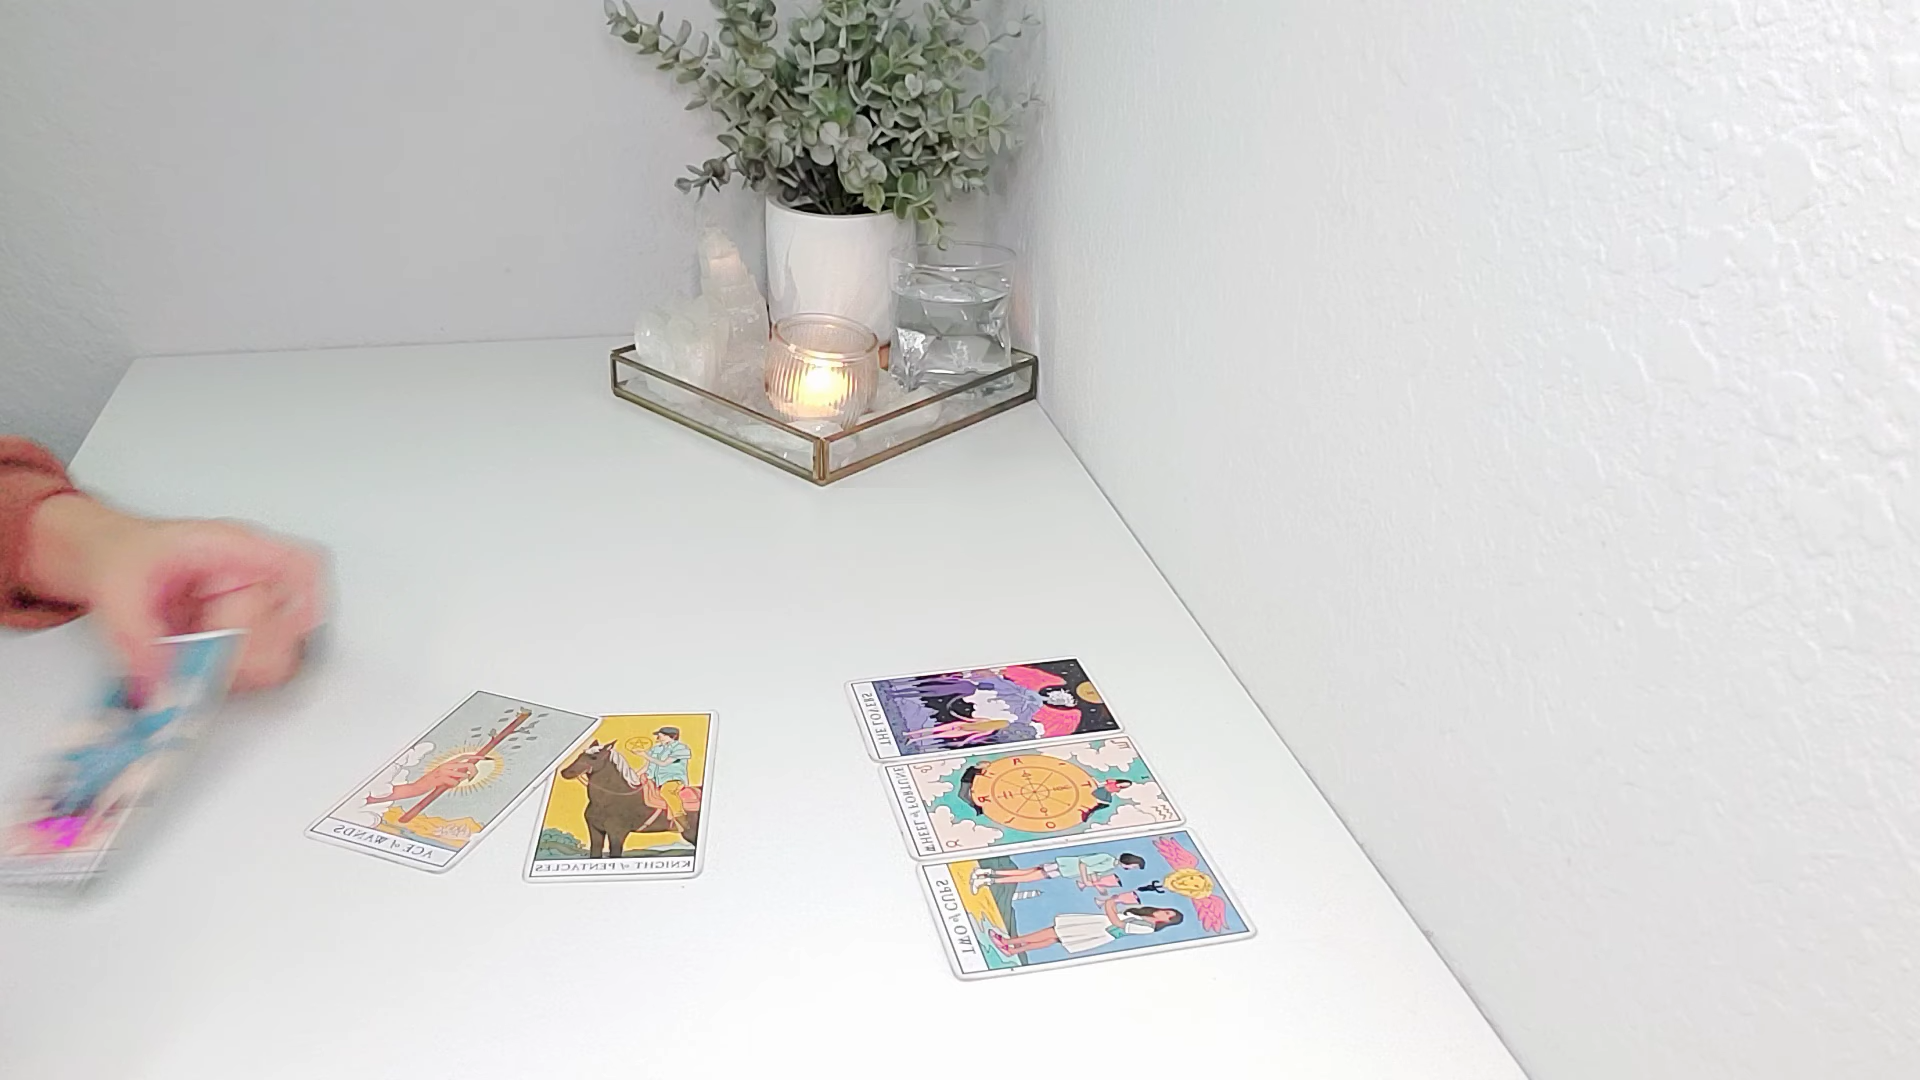 ACE of WANDS
KNIGHT of PENTACLES
THE LOVERS
WHEEL of FORTUNE
TWO of CUPS